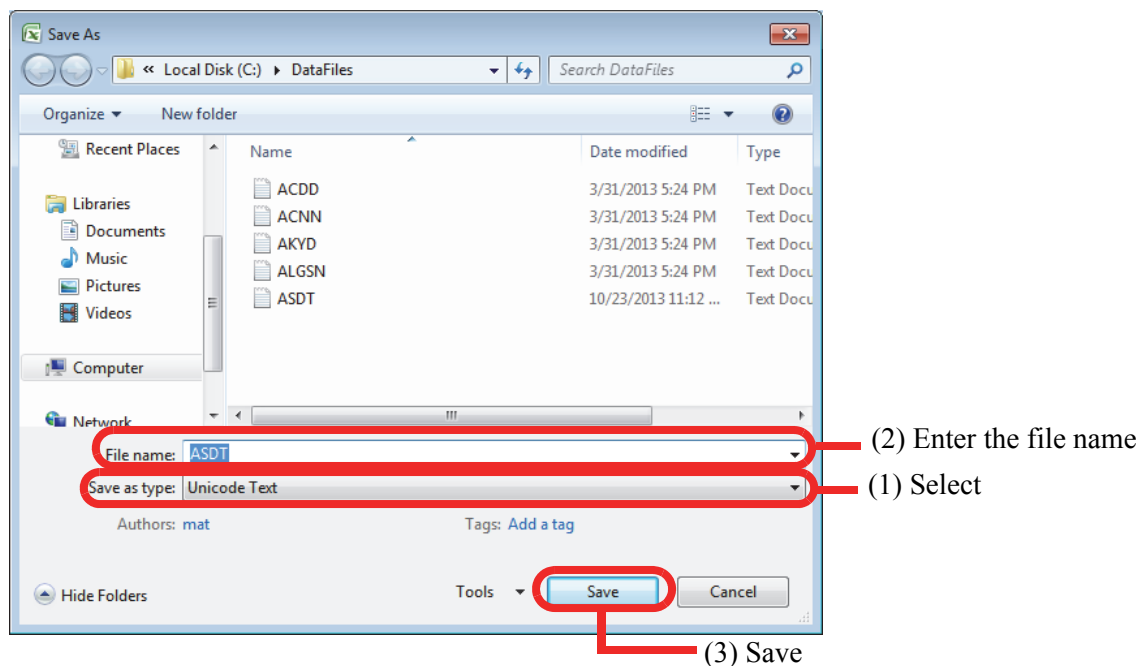 Save As
« Local Disk (C:) ▸ DataFiles
Search DataFiles
Organize
New folder
Recent Places
Libraries
Documents
Music
Pictures
Videos
Computer
Network
Name Date modified Type
ACDD 3/31/2013 5:24 PM Text Docu
ACNN 3/31/2013 5:24 PM Text Docu
AKYD 3/31/2013 5:24 PM Text Docu
ALGSN 3/31/2013 5:24 PM Text Docu
ASDT 10/23/2013 11:12 ... Text Docu
File name: ASDT
(2) Enter the file name
Save as type: Unicode Text
(1) Select
Authors: mat Tags: Add a tag
Hide Folders
Tools
Save
Cancel
(3) Save